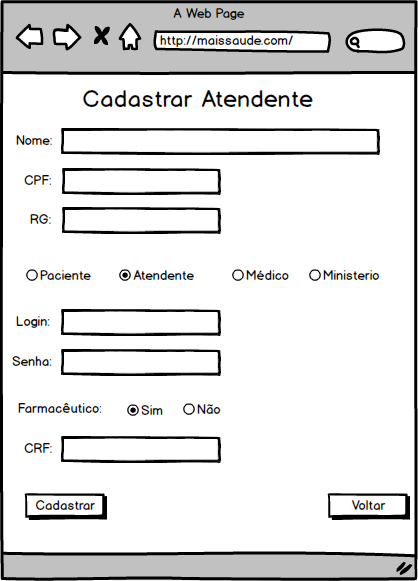 A Web Page
http://maissaude.com/
Cadastrar Atendente
Nome:
CPF:
RG:
Paciente Atendente Médico Ministerio
Login:
Senha:
Farmacêutico: Sim Não
CRF:
Cadastrar Voltar